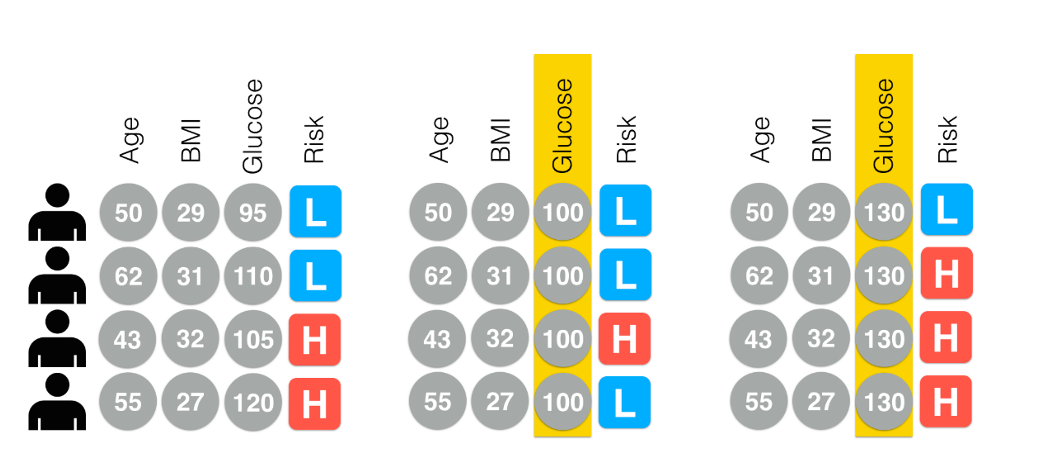 Age BMI Glucose Risk Age BMI Glucose Risk Age BMI Glucose Risk
50 29 95 L 50 29 100 L 50 29 130 L
62 31 110 L 62 31 100 L 62 31 130 H
43 32 105 H 43 32 100 H 43 32 130 H
55 27 120 H 55 27 100 L 55 27 130 H